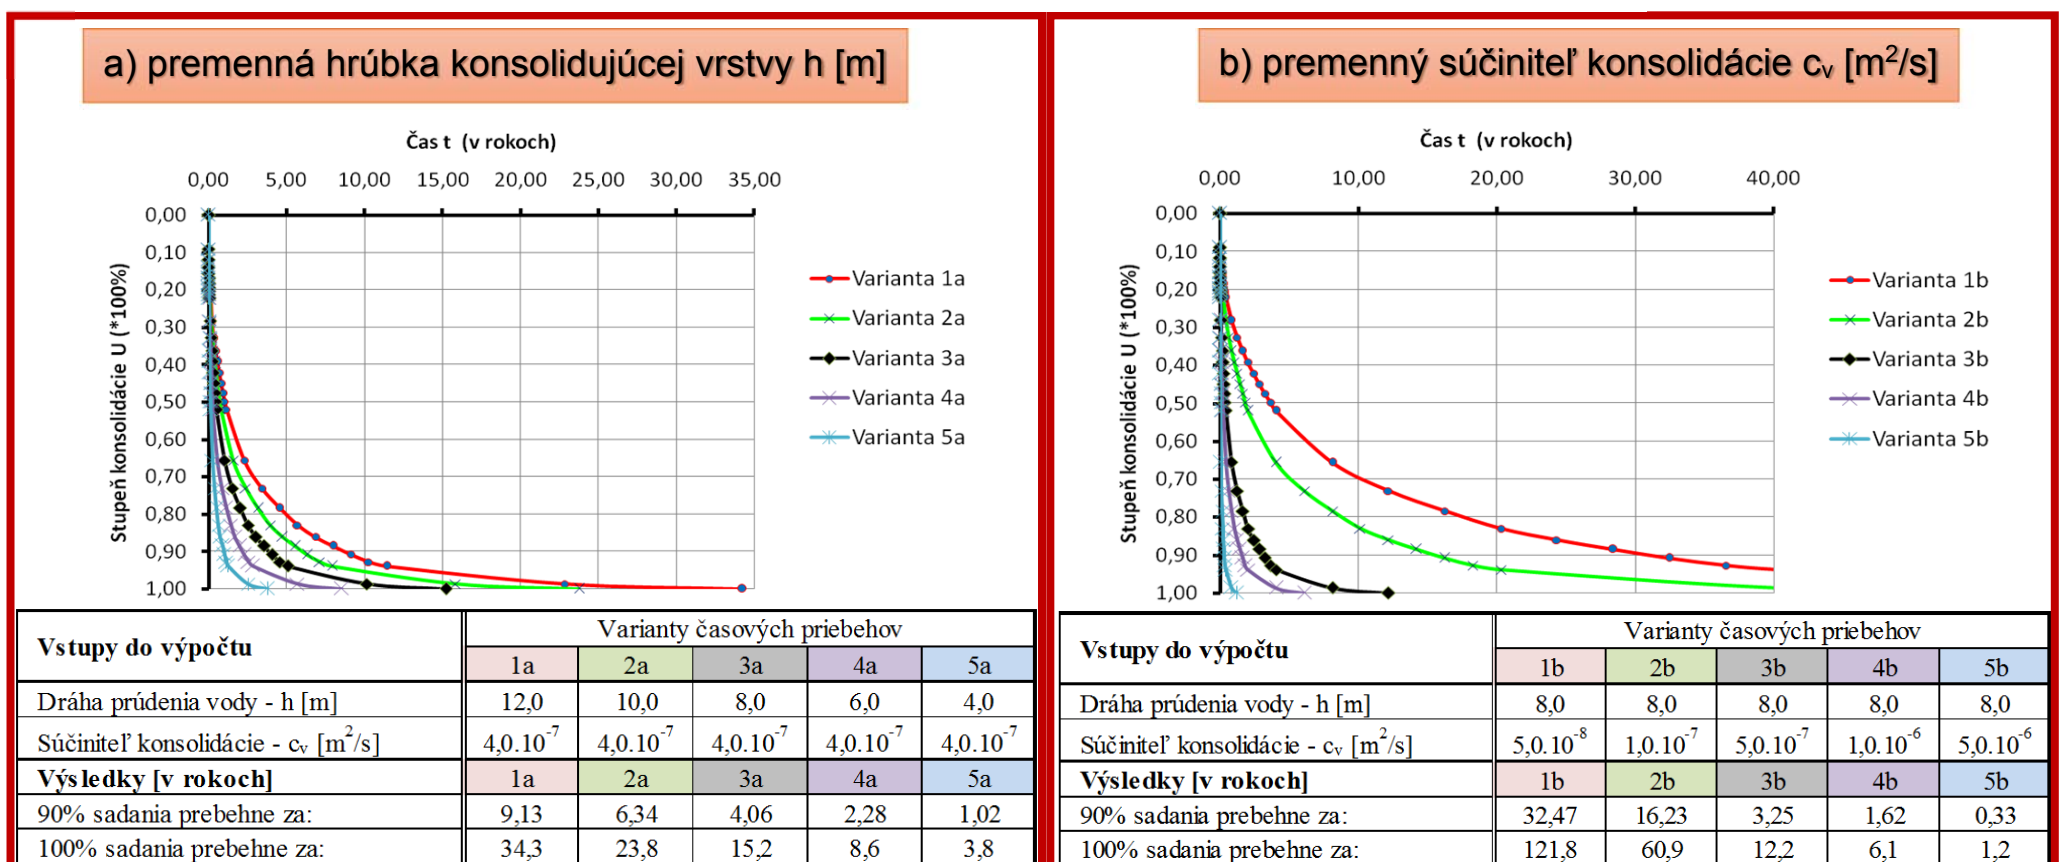 a) premenná hrúbka konsolidujúcej vrstvy h [m]
Čas t (v rokoch)
0,00 5,00 10,00 15,00 20,00 25,00 30,00 35,00
0,00
0,10
0,20
0,30
0,40
0,50
0,60
0,70
0,80
0,90
1,00
Stupeň konsolidácie U (*100%)
Varianta 1a
Varianta 2a
Varianta 3a
Varianta 4a
Varianta 5a
Vstupy do výpočtu Varianty časových priebehov
1a 2a 3a 4a 5a
Dráha prúdenia vody - h [m] 12,0 10,0 8,0 6,0 4,0
Súčiniteľ konsolidácie - cᵥ [m²/s] 4,0.10⁻⁷ 4,0.10⁻⁷ 4,0.10⁻⁷ 4,0.10⁻⁷ 4,0.10⁻⁷
Výsledky [v rokoch] 1a 2a 3a 4a 5a
90% sadania prebehne za: 9,13 6,34 4,06 2,28 1,02
100% sadania prebehne za: 34,3 23,8 15,2 8,6 3,8
b) premenný súčiniteľ konsolidácie cᵥ [m²/s]
Čas t (v rokoch)
0,00 10,00 20,00 30,00 40,00
0,00
0,10
0,20
0,30
0,40
0,50
0,60
0,70
0,80
0,90
1,00
Stupeň konsolidácie U (*100%)
Varianta 1b
Varianta 2b
Varianta 3b
Varianta 4b
Varianta 5b
Vstupy do výpočtu Varianty časových priebehov
1b 2b 3b 4b 5b
Dráha prúdenia vody - h [m] 8,0 8,0 8,0 8,0 8,0
Súčiniteľ konsolidácie - cᵥ [m²/s] 5,0.10⁻⁸ 1,0.10⁻⁷ 5,0.10⁻⁷ 1,0.10⁻⁶ 5,0.10⁻⁶
Výsledky [v rokoch] 1b 2b 3b 4b 5b
90% sadania prebehne za: 32,47 16,23 3,25 1,62 0,33
100% sadania prebehne za: 121,8 60,9 12,2 6,1 1,2